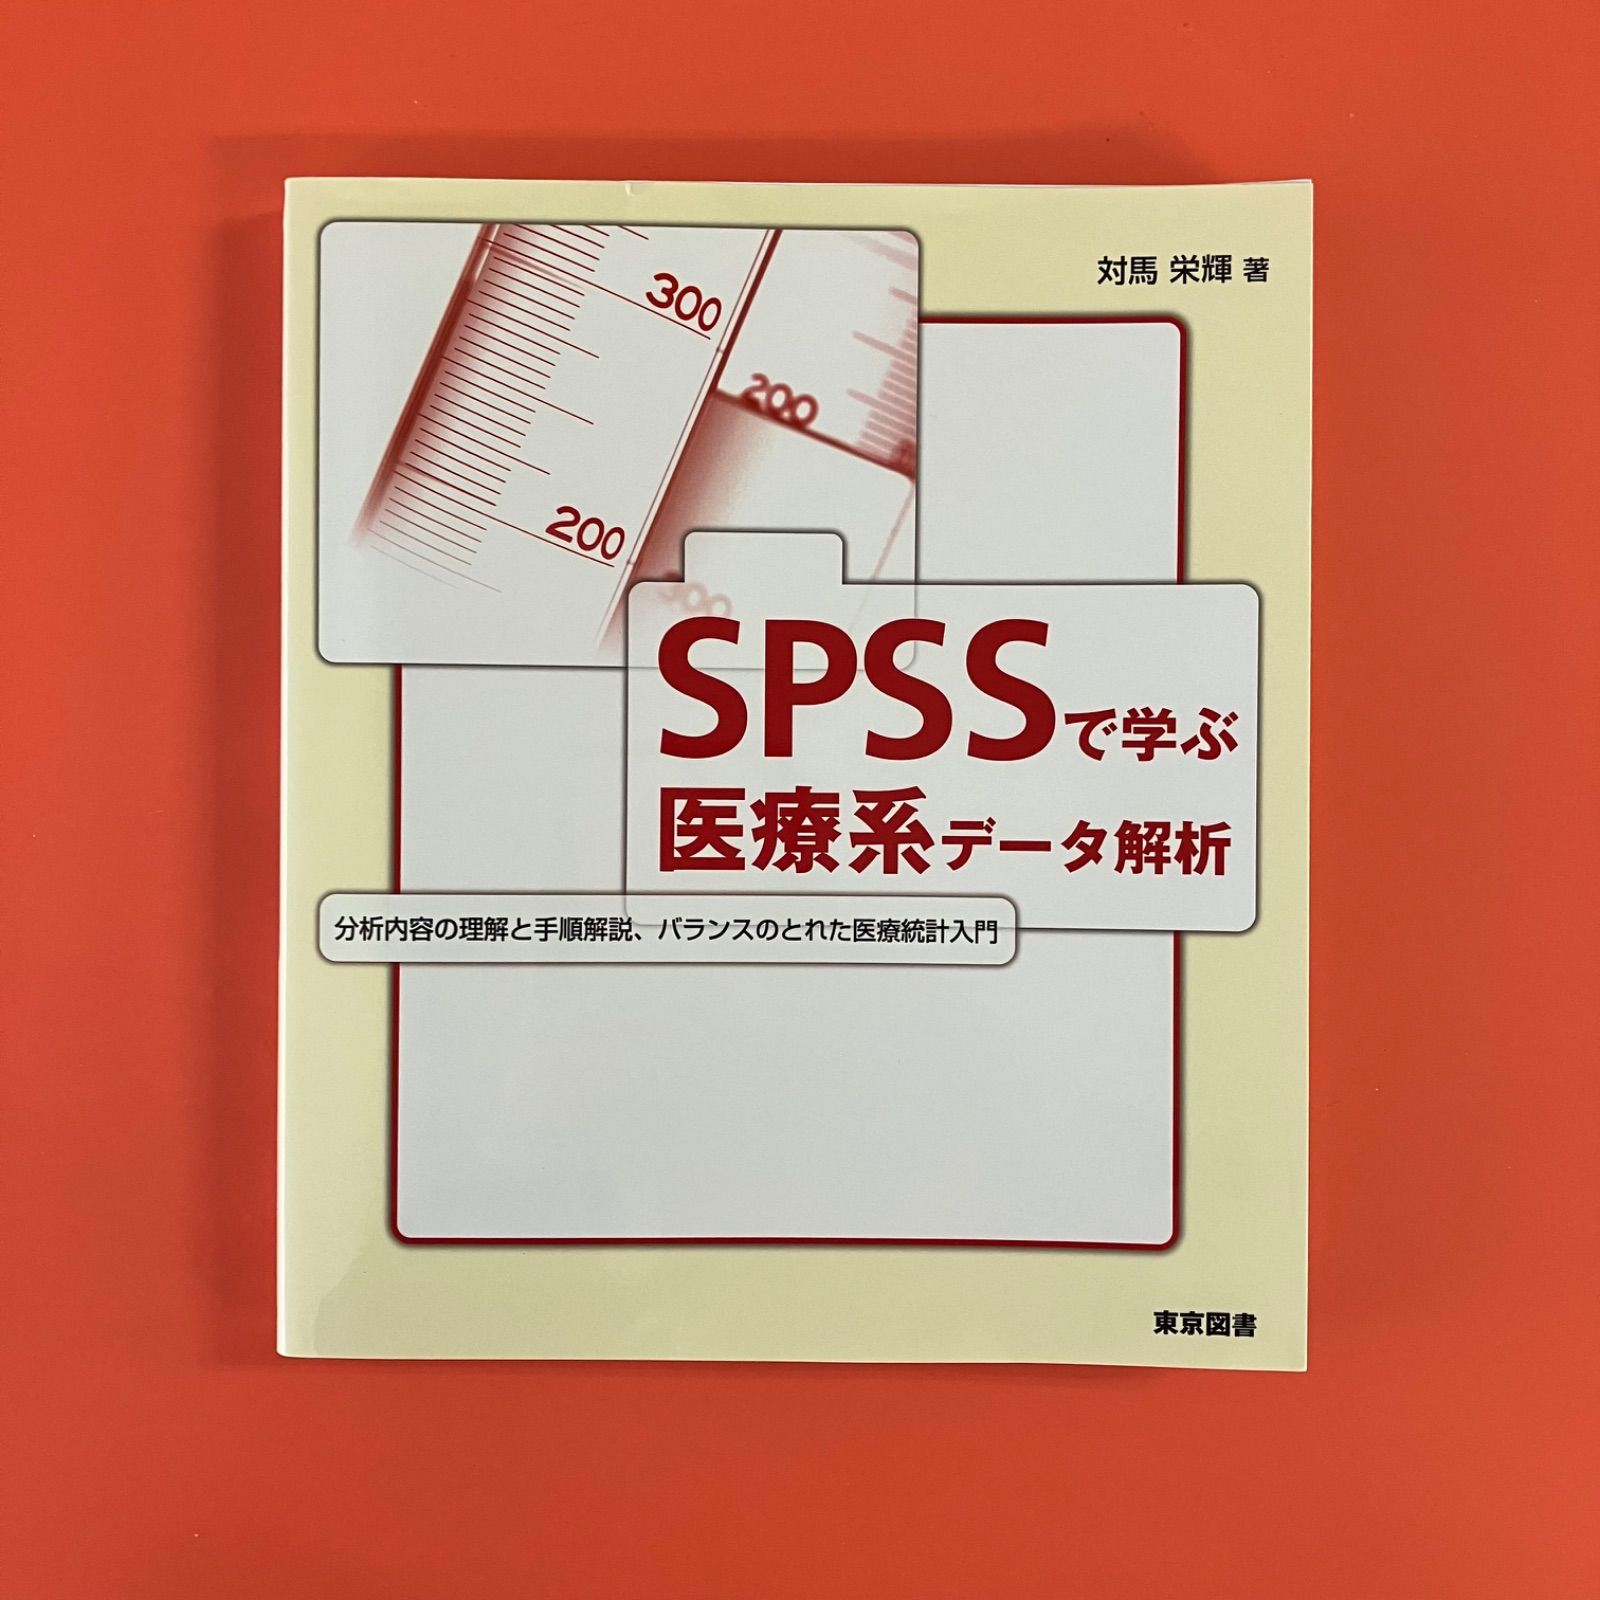 対馬 栄輝 著
300
200
200
300
SPSSで学ぶ
医療系データ解析
分析内容の理解と手順解説、バランスのとれた医療統計入門
東京図書